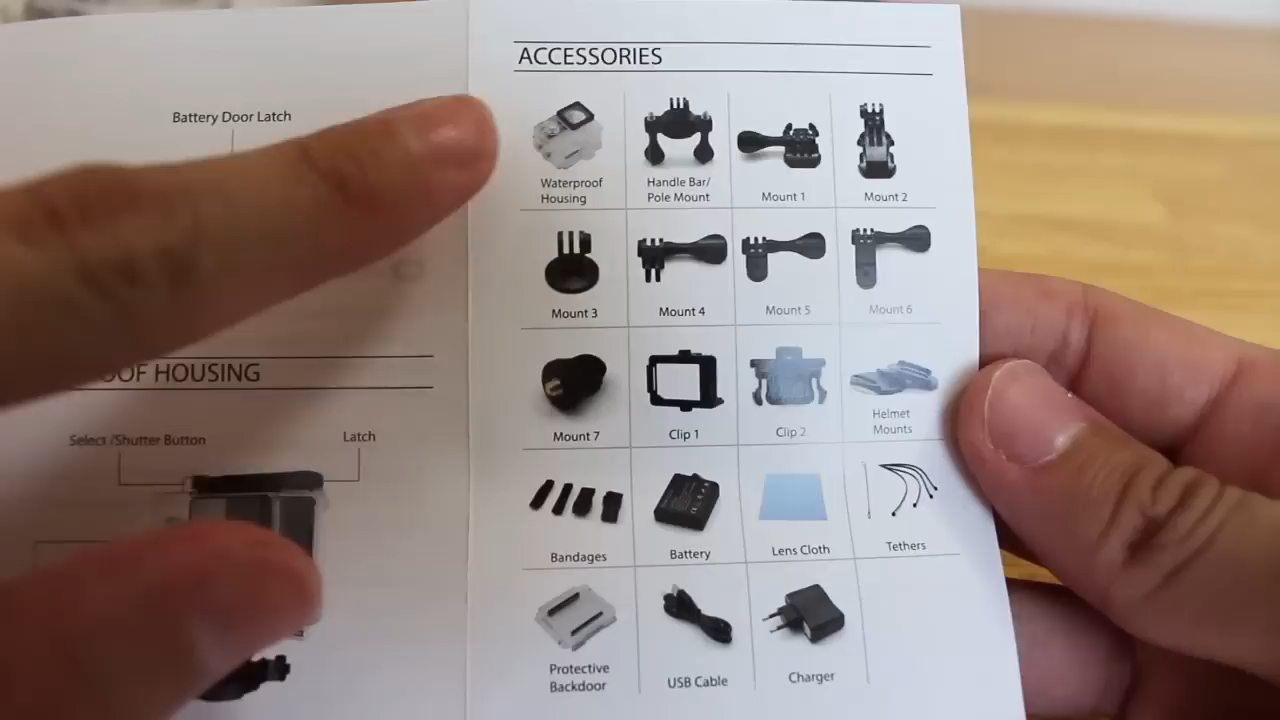 Battery Door Latch
OF HOUSING
Select /Shutter Button
Latch
ACCESSORIES
Waterproof
Housing
Handle Bar/
Pole Mount
Mount 1
Mount 2
Mount 3
Mount 4
Mount 5
Mount 6
Mount 7
Clip 1
Clip 2
Helmet
Mounts
Bandages
Battery
Lens Cloth
Tethers
Protective
Backdoor
USB Cable
Charger